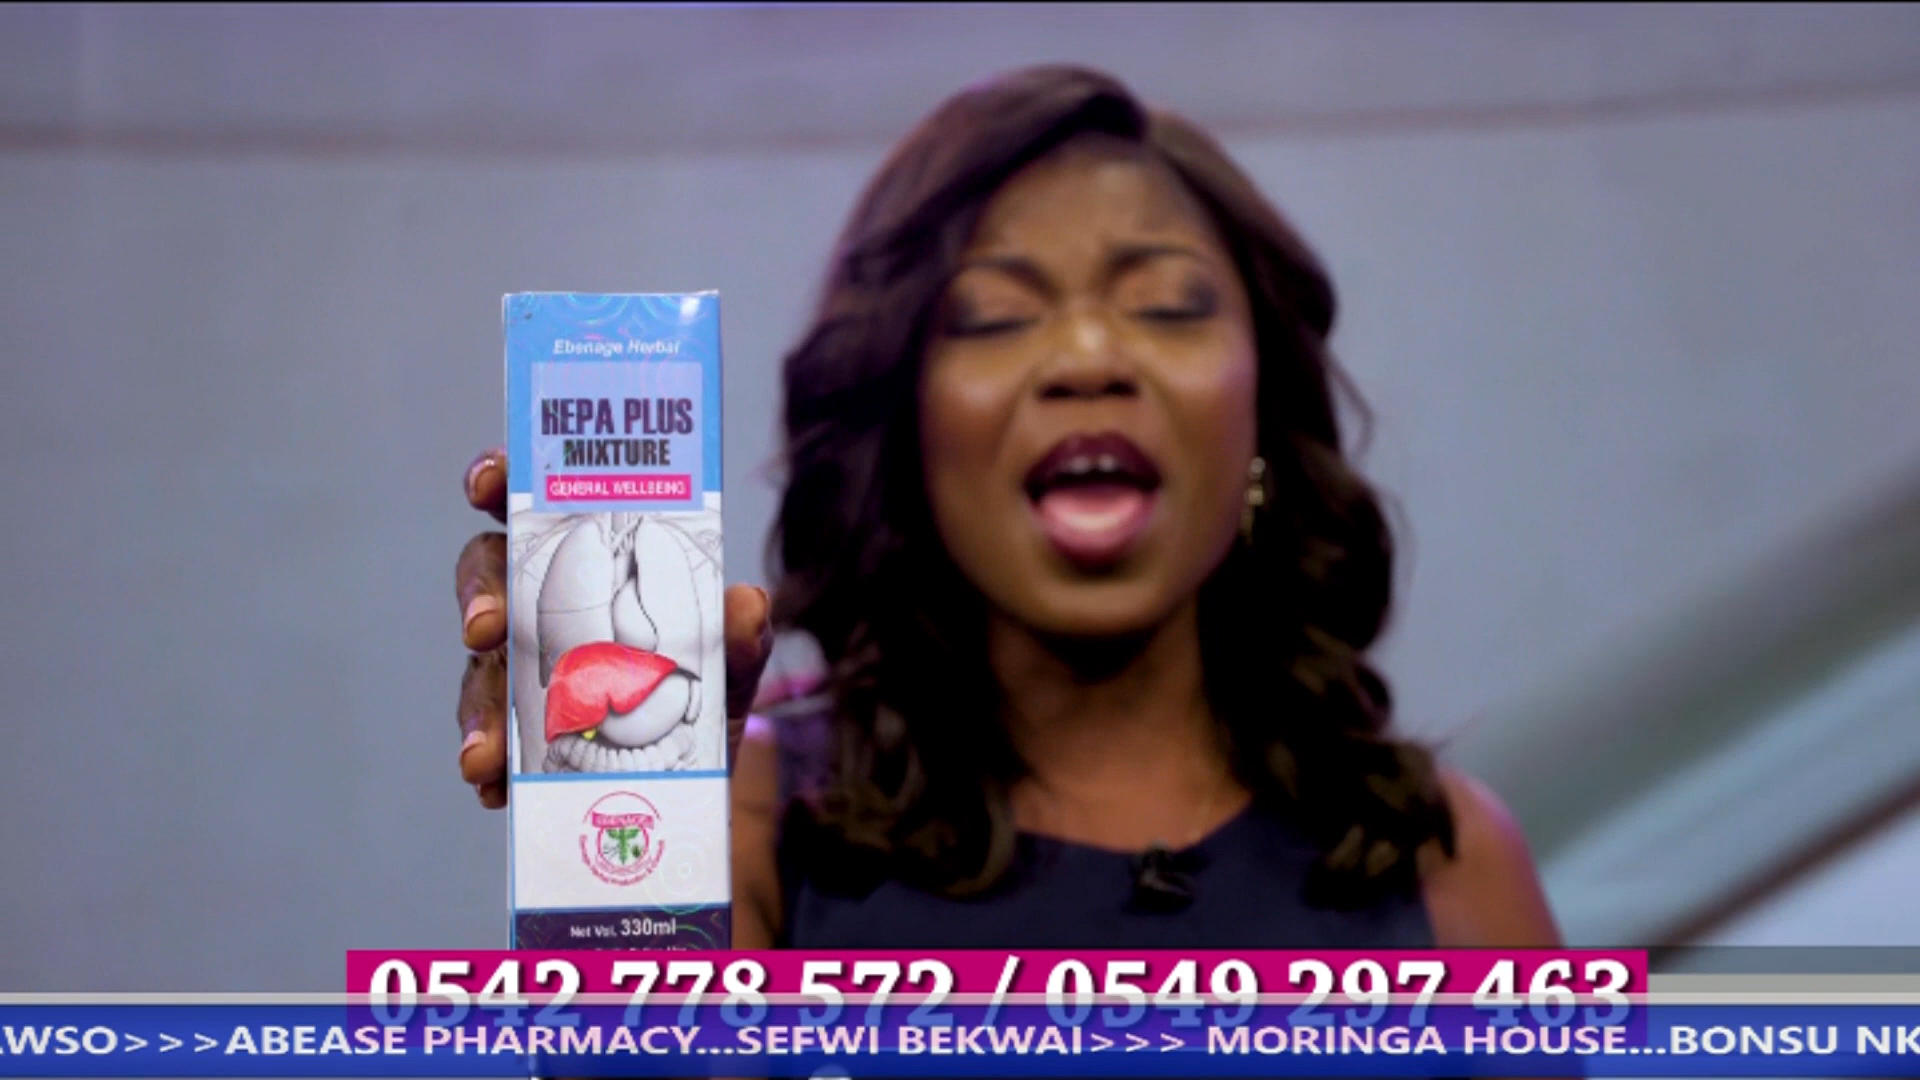 Ebenage Herbal
HEPA PLUS
MIXTURE
GENERAL WELLBEING
EBENAGE
Net Vol. 330ml
0542 778 572 / 0549 297 463
WSO>>>ABEASE PHARMACY...SEFWI BEKWAI>>> MORINGA HOUSE...BONSU NK